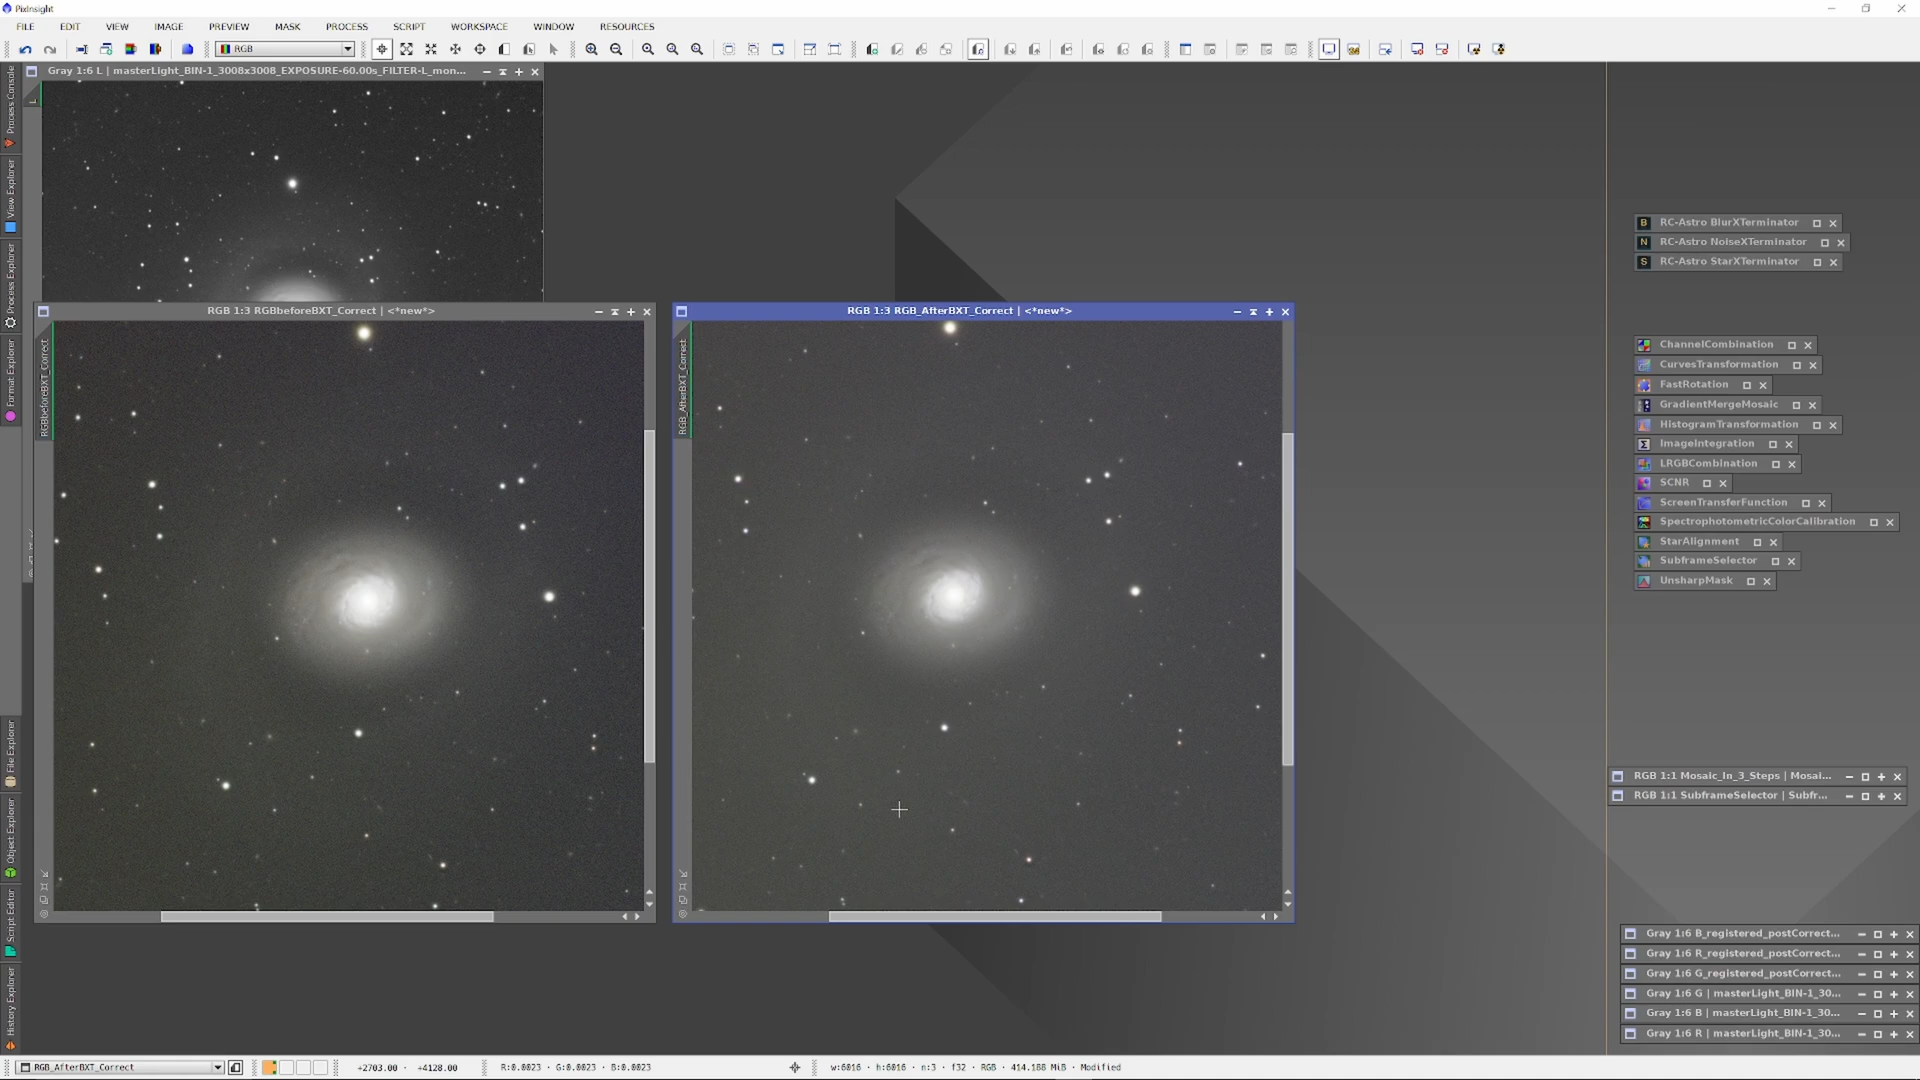 PixInsight
FILE EDIT VIEW IMAGE PREVIEW MASK PROCESS SCRIPT WORKSPACE WINDOW RESOURCES
RGB
Gray 1:6 L | masterLight_BIN-1_3008x3008_EXPOSURE-60.00s_FILTER-L_mon...
L
Process Console
View Explorer
Process Explorer
Format Explorer
File Explorer
Object Explorer
Script Editor
History Explorer
RGB 1:3 RGBbeforeBXT_Correct | <*new*>
RGBbeforeBXT_Correct
RGB 1:3 RGB_AfterBXT_Correct | <*new*>
RGB_AfterBXT_Correct
B RC-Astro BlurXTerminator
N RC-Astro NoiseXTerminator
S RC-Astro StarXTerminator
ChannelCombination
CurvesTransformation
FastRotation
GradientMergeMosaic
HistogramTransformation
ImageIntegration
LRGBCombination
SCNR
ScreenTransferFunction
SpectrophotometricColorCalibration
StarAlignment
SubframeSelector
UnsharpMask
RGB 1:1 Mosaic_In_3_Steps | Mosai...
RGB 1:1 SubframeSelector | Subfr...
Gray 1:6 B_registered_postCorrect...
Gray 1:6 R_registered_postCorrect...
Gray 1:6 G_registered_postCorrect...
Gray 1:6 G | masterLight_BIN-1_30...
Gray 1:6 B | masterLight_BIN-1_30...
Gray 1:6 R | masterLight_BIN-1_30...
RGB_AfterBXT_Correct
+2703.00 · +4128.00
R:0.0023 · G:0.0023 · B:0.0023
w:6016 · h:6016 · n:3 · f32 · RGB · 414.188 MiB · Modified